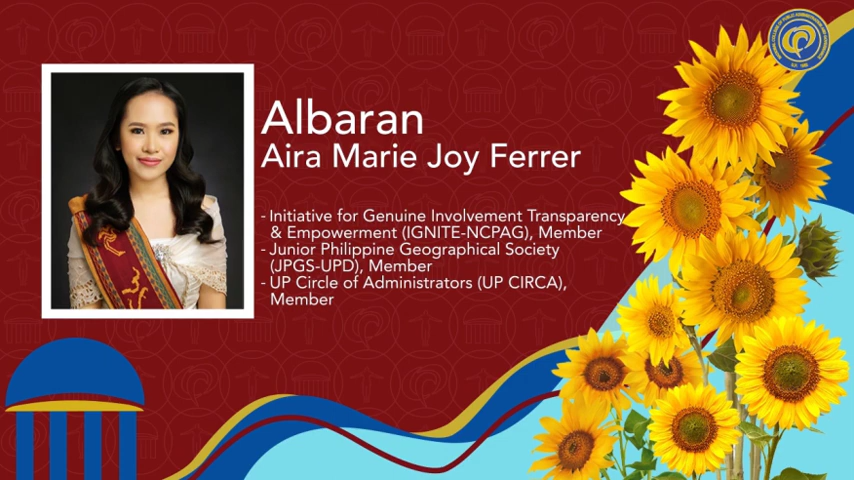 Albaran
Aira Marie Joy Ferrer
- Initiative for Genuine Involvement Transparency
& Empowerment (IGNITE-NCPAG), Member
- Junior Philippine Geographical Society
(JPGS-UPD), Member
- UP Circle of Administrators (UP CIRCA),
Member